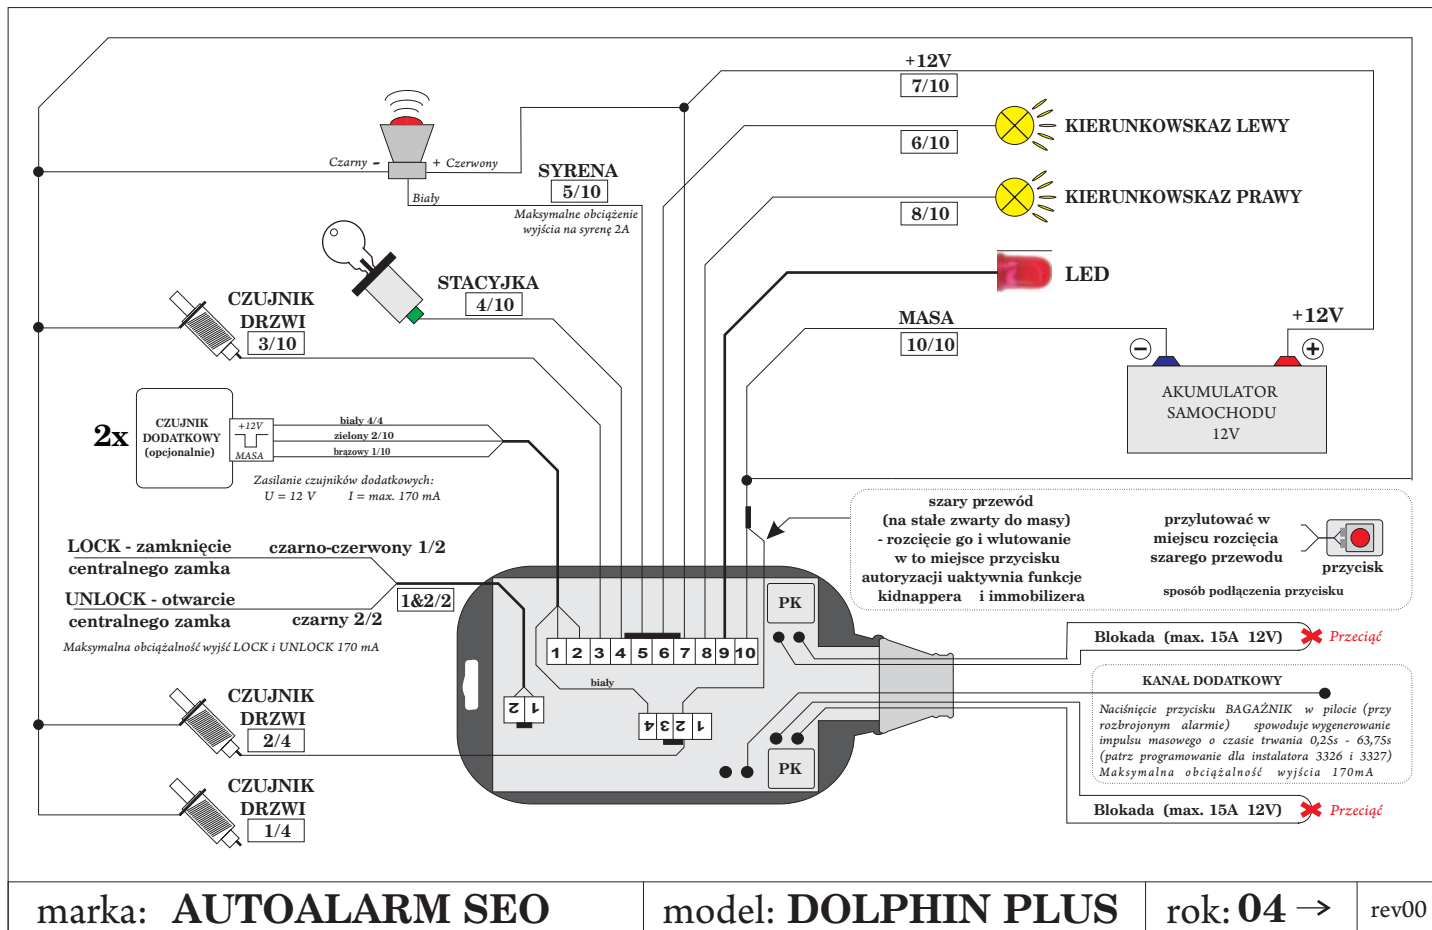 +12V
7/10
KIERUNKOWSKAZ LEWY
6/10
Czarny -
+ Czerwony
SYRENA
5/10
Biały
Maksymalne obciążenie
wyjścia na syrenę 2A
KIERUNKOWSKAZ PRAWY
8/10
STACYJKA
4/10
LED
CZUJNIK
DRZWI
3/10
MASA
10/10
+12V
− +
AKUMULATOR
SAMOCHODU
12V
2x
CZUJNIK
DODATKOWY
(opcjonalnie)
+12V
MASA
biały 4/4
zielony 2/10
brązowy 1/10
Zasilanie czujników dodatkowych:
U = 12 V I = max. 170 mA
szary przewód
(na stałe zwarty do masy)
- rozcięcie go i wlutowanie
w to miejsce przycisku
autoryzacji uaktywnia funkcje
kidnappera i immobilizera
przylutować w
miejscu rozcięcia
szarego przewodu
przycisk
sposób podłączenia przycisku
LOCK - zamknięcie
centralnego zamka
czarno-czerwony 1/2
UNLOCK - otwarcie
centralnego zamka
czarny 2/2
1&2/2
Maksymalna obciążalność wyjść LOCK i UNLOCK 170 mA
PK
1 2 3 4 5 6 7 8 9 10
biały
2 1
4 3 2 1
PK
Blokada (max. 15A 12V)
Przeciąć
KANAŁ DODATKOWY
Naciśnięcie przycisku BAGAŻNIK w pilocie (przy
rozbrojonym alarmie) spowoduje wygenerowanie
impulsu masowego o czasie trwania 0,25s - 63,75s
(patrz programowanie dla instalatora 3326 i 3327)
Maksymalna obciążalność wyjścia 170mA
Blokada (max. 15A 12V)
Przeciąć
CZUJNIK
DRZWI
2/4
CZUJNIK
DRZWI
1/4
marka: AUTOALARM SEO
model: DOLPHIN PLUS
rok: 04 →
rev00